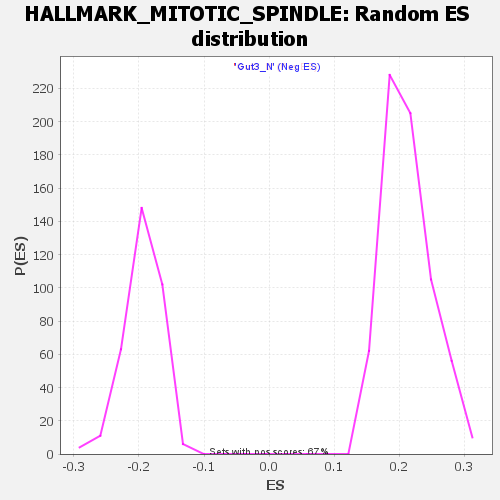 HALLMARK_MITOTIC_SPINDLE: Random ES
distribution
'Gut3_N' (Neg ES)
220
200
180
160
140
120
100
80
60
40
20
0
P(ES)
Sets with pos scores: 67%
-0.3 -0.2 -0.1 0.0 0.1 0.2 0.3
ES